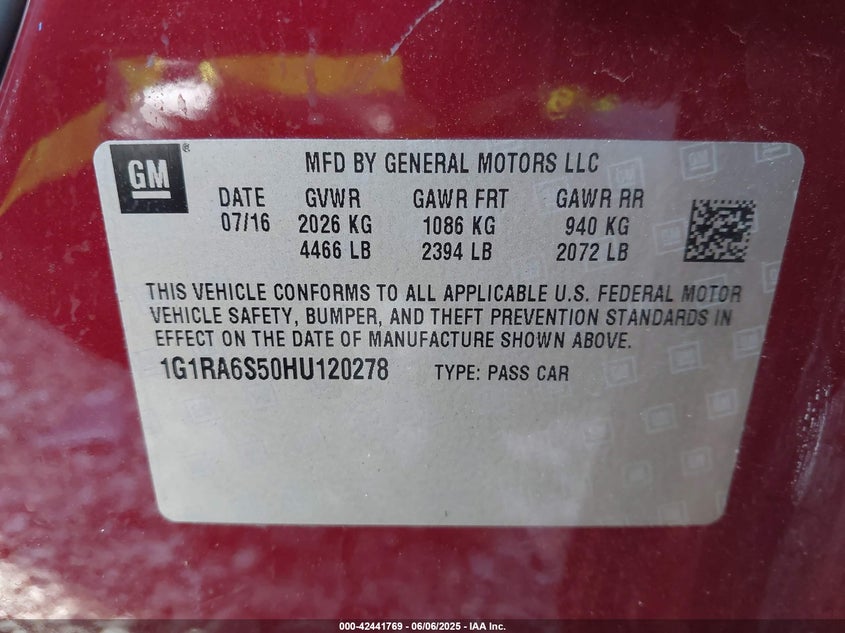 GM ®
MFD BY GENERAL MOTORS LLC
DATE GVWR GAWR FRT GAWR RR
07/16 2026 KG 1086 KG 940 KG
4466 LB 2394 LB 2072 LB
THIS VEHICLE CONFORMS TO ALL APPLICABLE U.S. FEDERAL MOTOR
VEHICLE SAFETY, BUMPER, AND THEFT PREVENTION STANDARDS IN
EFFECT ON THE DATE OF MANUFACTURE SHOWN ABOVE.
1G1RA6S50HU120278 TYPE: PASS CAR
000-42441769 - 06/06/2025 - IAA Inc.